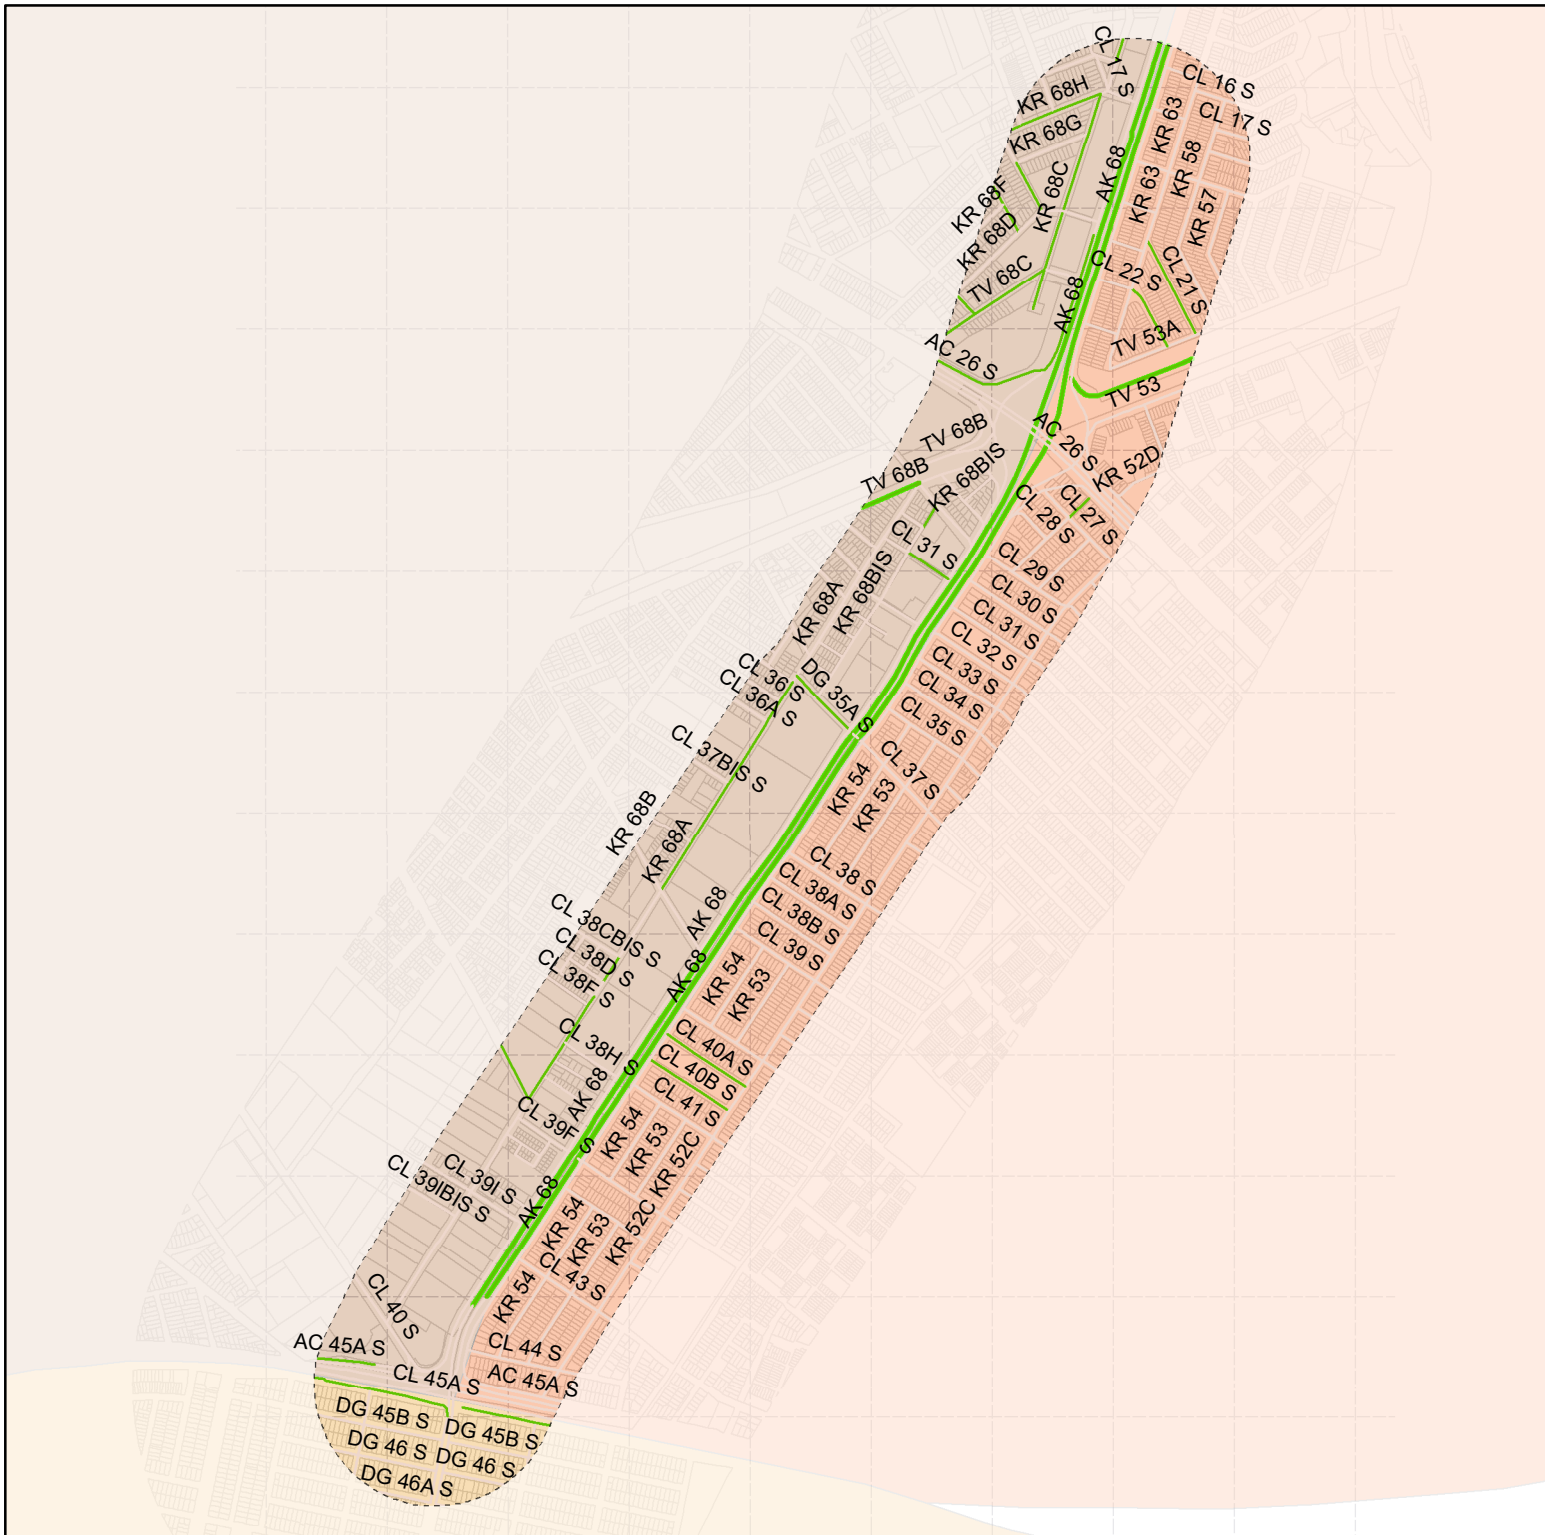 CL 17 S
CL 16 S
KR 68H
CL 17 S
KR 63
KR 68G
AK 68
KR 58
KR 68C
KR 63
KR 68F
KR 57
KR 68D
CL 22 S
TV 68C
CL 21 S
AK 68
TV 53A
AC 26 S
TV 53
TV 68B
AC 26 S
KR 52D
TV 68B
KR 68BIS
CL 28 S
CL 27 S
CL 31 S
CL 29 S
KR 68BIS
CL 30 S
KR 68A
CL 31 S
CL 32 S
CL 33 S
CL 36 S
CL 34 S
CL 36A S
DG 35A S
CL 35 S
CL 37BIS S
CL 37 S
KR 54
KR 53
KR 68B
KR 68A
CL 38 S
CL 38A S
AK 68
CL 38B S
CL 38CBIS S
CL 39 S
CL 38D S
AK 68
KR 54
CL 38F S
KR 53
CL 38H S
CL 40A S
CL 40B S
AK 68
CL 41 S
CL 39F S
KR 54
KR 53
KR 52C
CL 39I S
CL 39IBIS S
AK 68
KR 54
KR 53
KR 52C
CL 43 S
KR 54
CL 40 S
AC 45A S
CL 44 S
CL 45A S
AC 45A S
DG 45B S
DG 45B S
DG 46 S
DG 46 S
DG 46A S